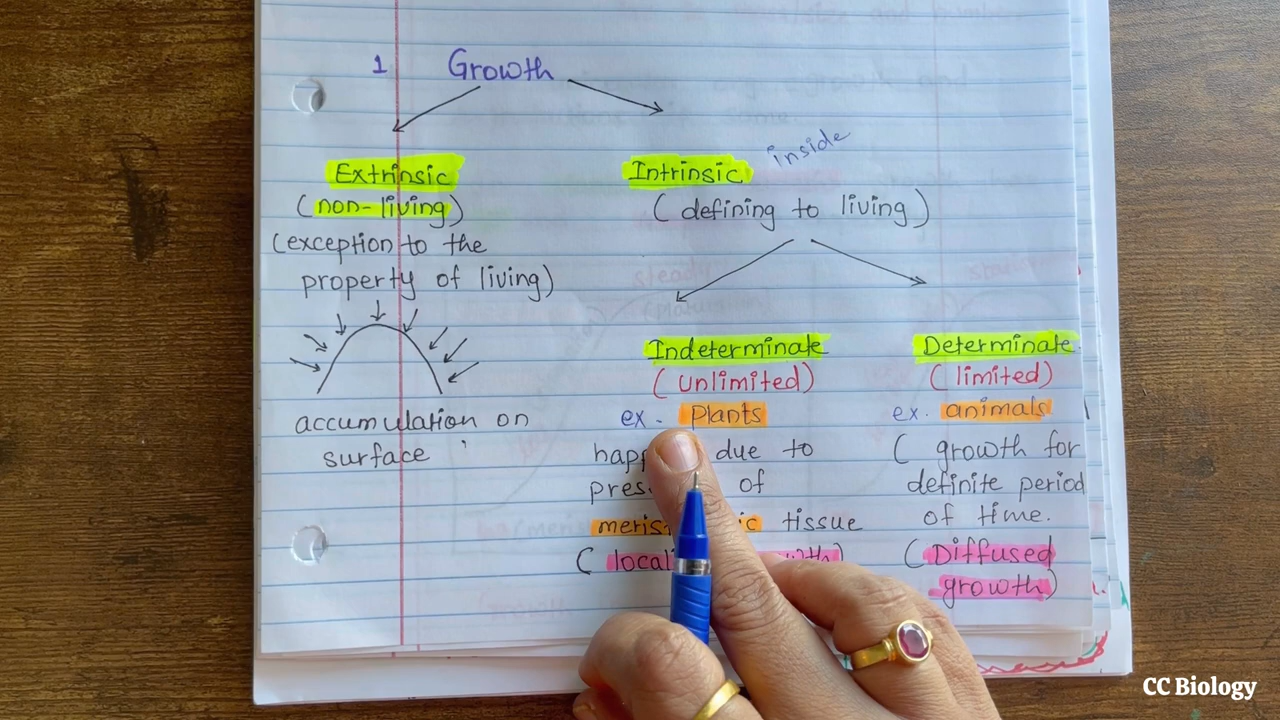 1 Growth
Extrinsic
(non-living)
(exception to the
property of living)
accumulation on
surface
Intrinsic inside
(defining to living)
Indeterminate
(unlimited)
ex. Plants
due to
of
tissue
Determinate
(limited)
ex. animals
( growth for
definite period
of time.
(Diffused
growth)
CC Biology